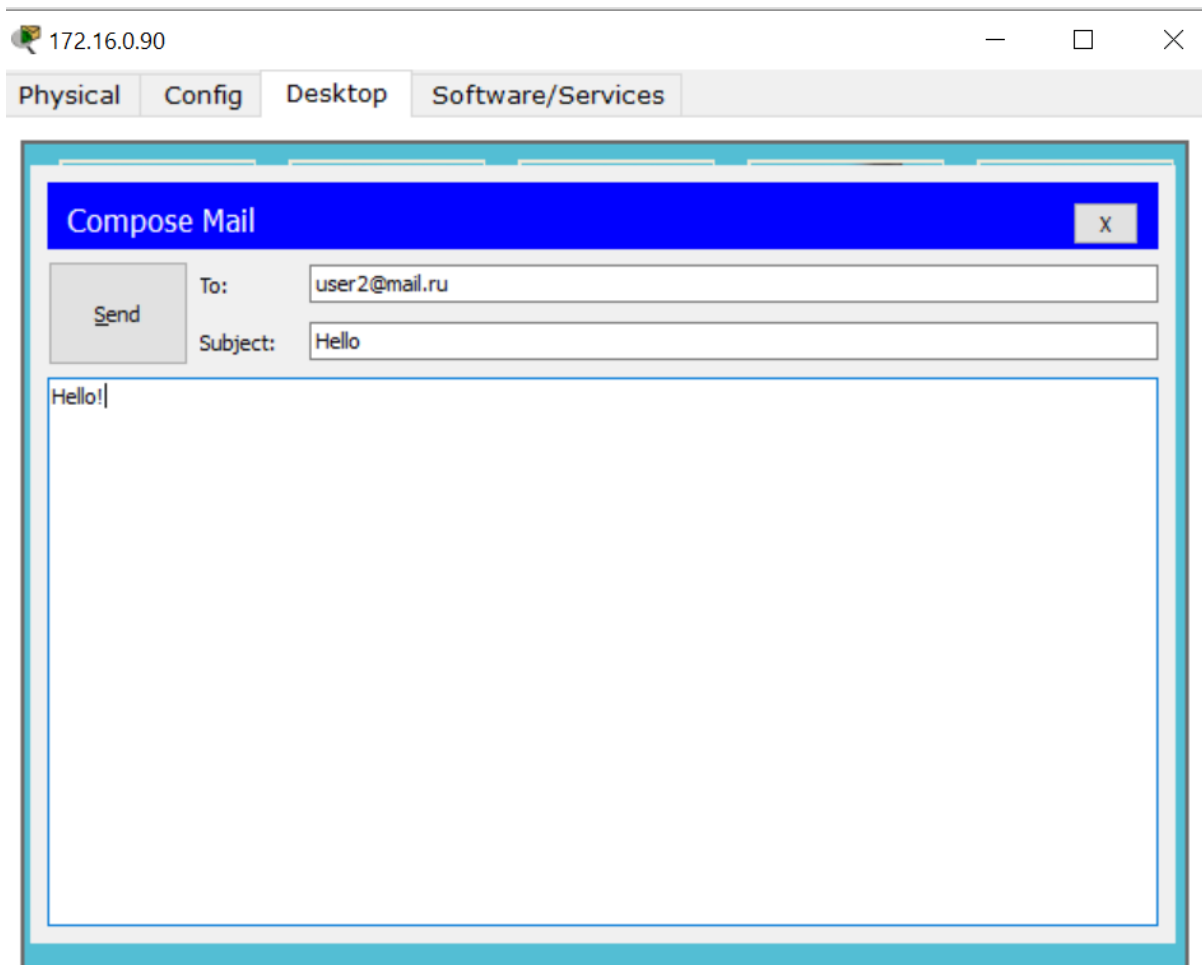 172.16.0.90
Physical Config Desktop Software/Services
Compose Mail X
Send
To: user2@mail.ru
Subject: Hello
Hello!